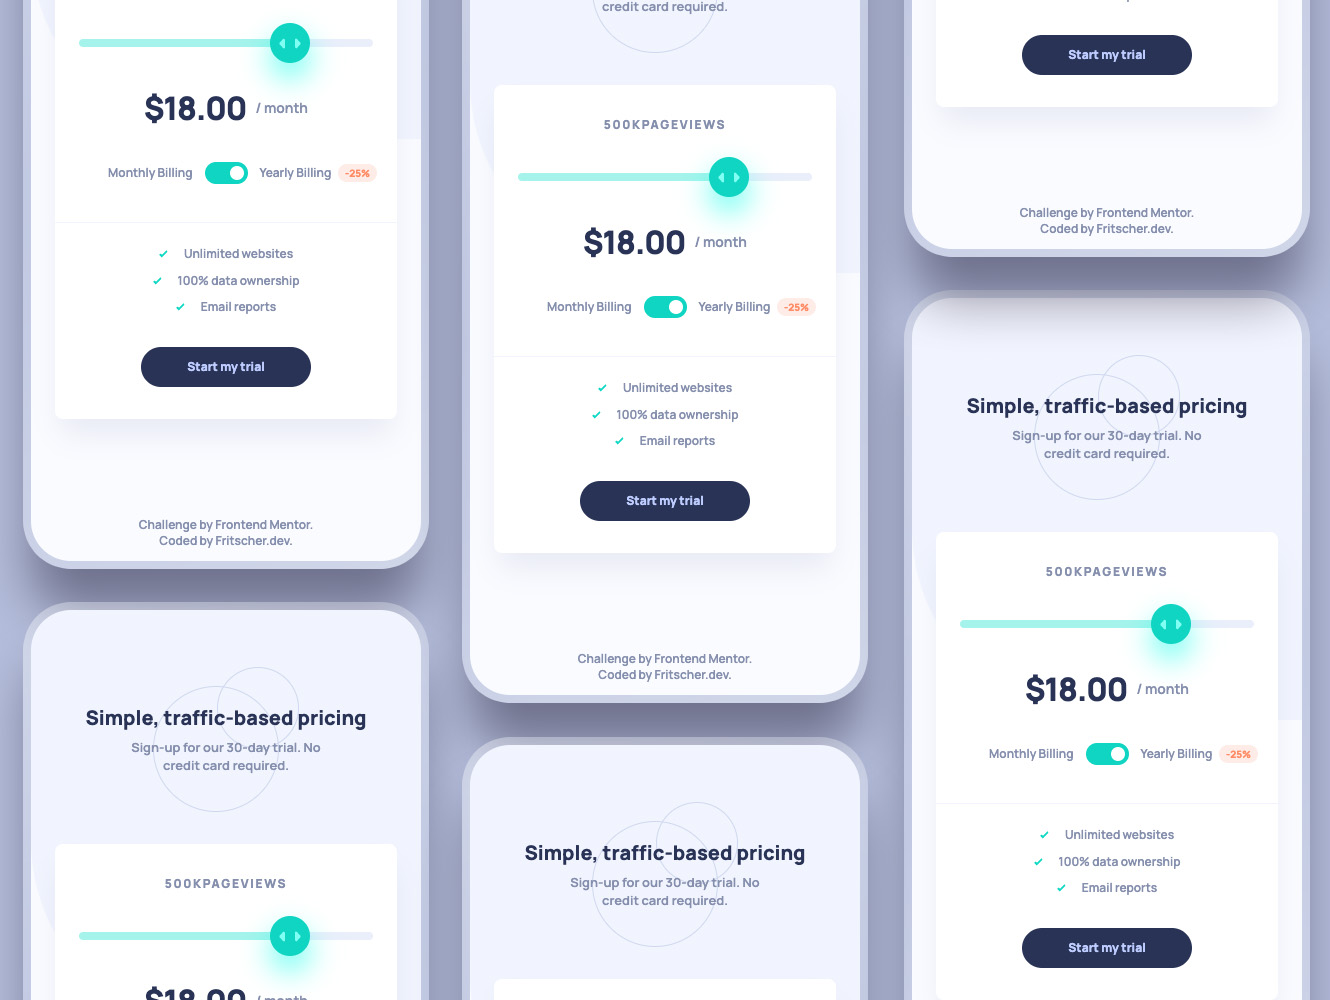 $18.00 / month
Monthly Billing Yearly Billing -25%
Unlimited websites
100% data ownership
Email reports
Start my trial
Challenge by Frontend Mentor.
Coded by Fritscher.dev.
Simple, traffic-based pricing
Sign-up for our 30-day trial. No
credit card required.
500KPAGEVIEWS
$18.00 / month
credit card required.
500KPAGEVIEWS
$18.00 / month
Monthly Billing Yearly Billing -25%
Unlimited websites
100% data ownership
Email reports
Start my trial
Challenge by Frontend Mentor.
Coded by Fritscher.dev.
Simple, traffic-based pricing
Sign-up for our 30-day trial. No
credit card required.
Start my trial
Challenge by Frontend Mentor.
Coded by Fritscher.dev.
Simple, traffic-based pricing
Sign-up for our 30-day trial. No
credit card required.
500KPAGEVIEWS
$18.00 / month
Monthly Billing Yearly Billing -25%
Unlimited websites
100% data ownership
Email reports
Start my trial